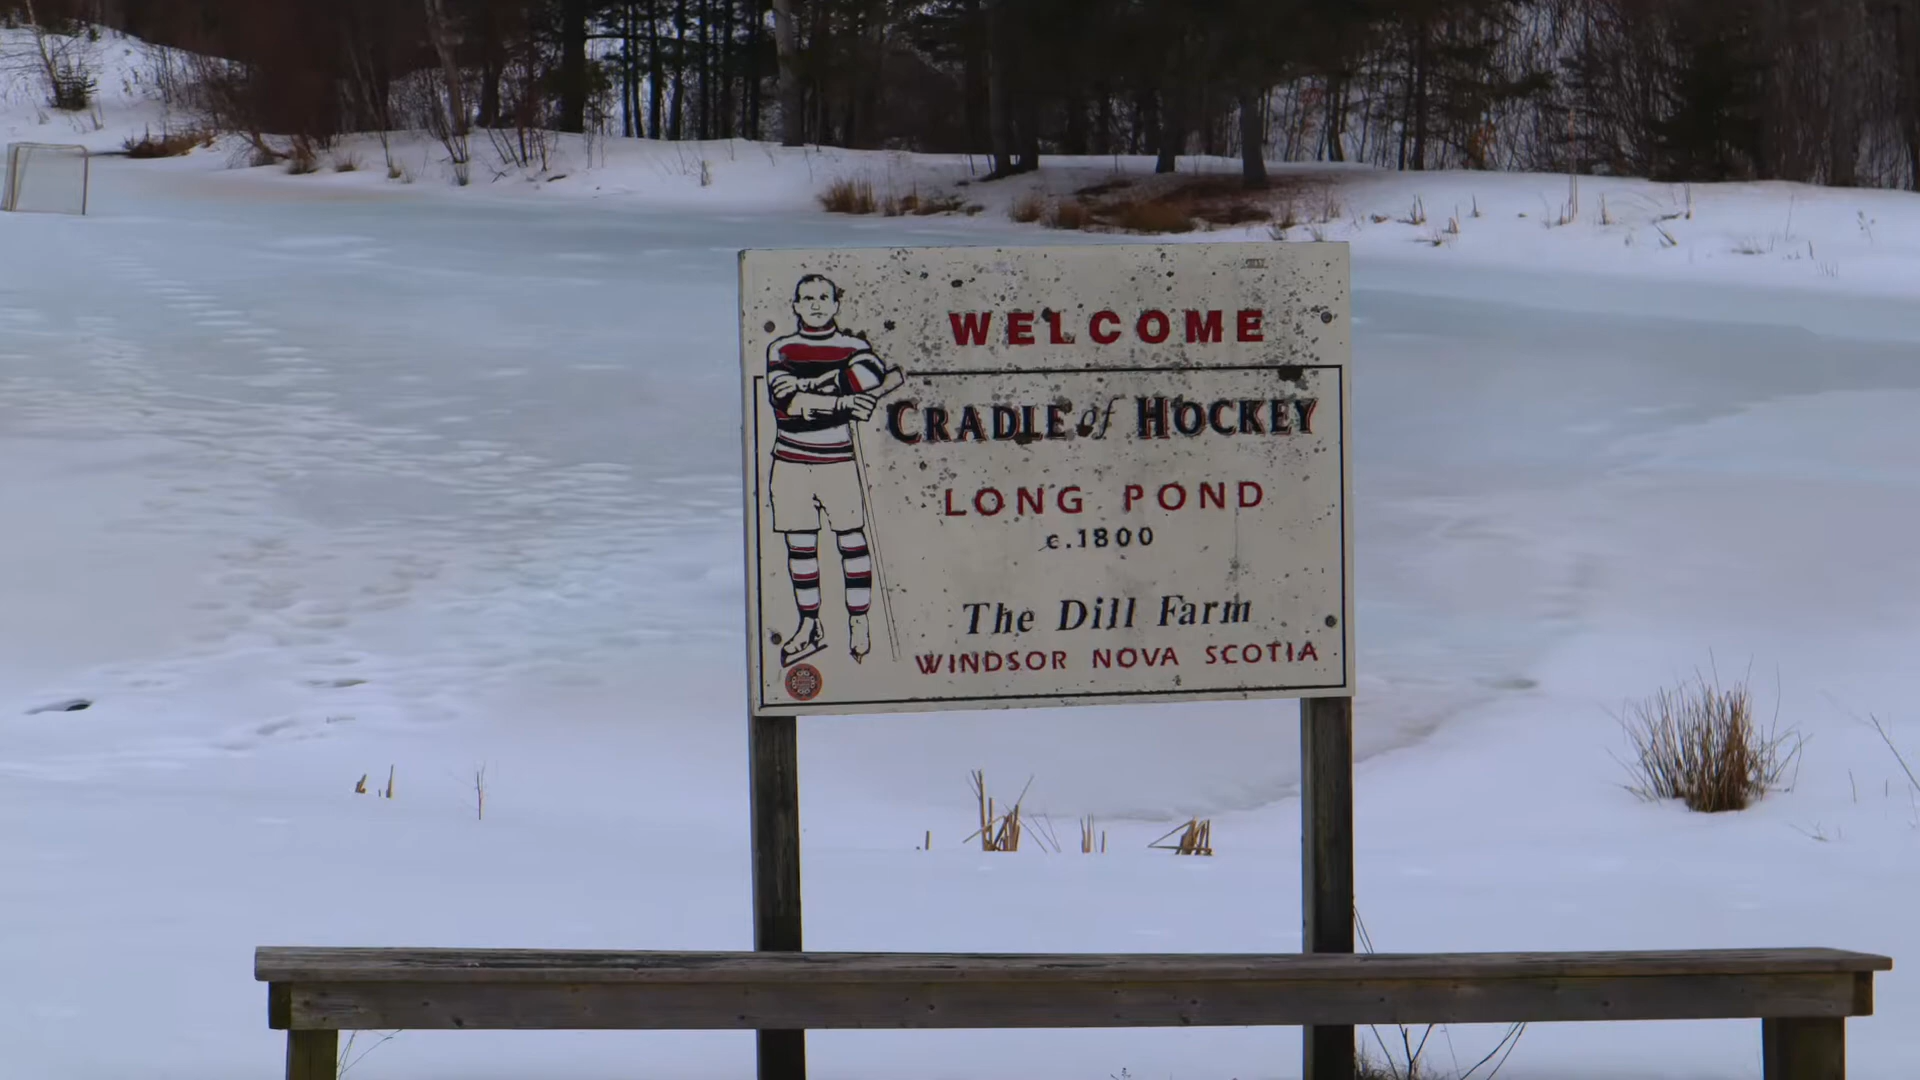 WELCOME
CRADLE of HOCKEY
LONG POND
c.1800
The Dill Farm
WINDSOR NOVA SCOTIA